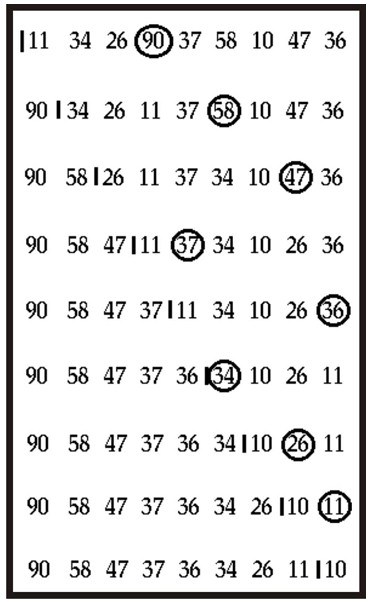 |11 34 26 90 37 58 10 47 36
90 |34 26 11 37 58 10 47 36
90 58 |26 11 37 34 10 47 36
90 58 47 |11 37 34 10 26 36
90 58 47 37 |11 34 10 26 36
90 58 47 37 36 |34 10 26 11
90 58 47 37 36 34 |10 26 11
90 58 47 37 36 34 26 |10 11
90 58 47 37 36 34 26 11 |10